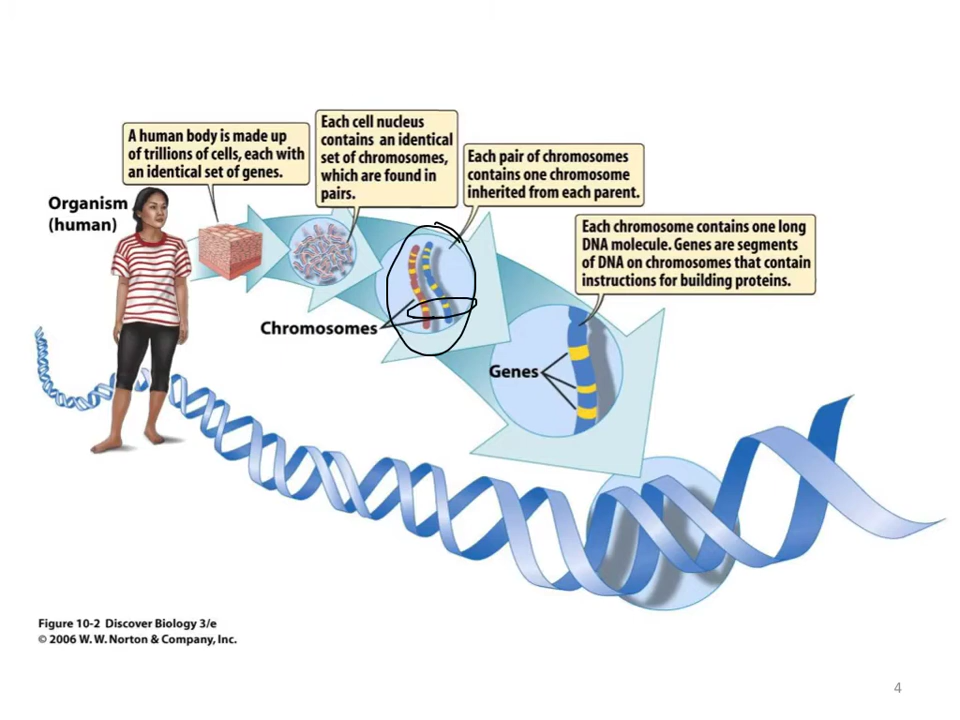 A human body is made up
of trillions of cells, each with
an identical set of genes.
Each cell nucleus
contains an identical
set of chromosomes,
which are found in
pairs.
Each pair of chromosomes
contains one chromosome
inherited from each parent.
Organism
(human)
Each chromosome contains one long
DNA molecule. Genes are segments
of DNA on chromosomes that contain
instructions for building proteins.
Chromosomes
Genes
Figure 10-2 Discover Biology 3/e
© 2006 W. W. Norton & Company, Inc.
4